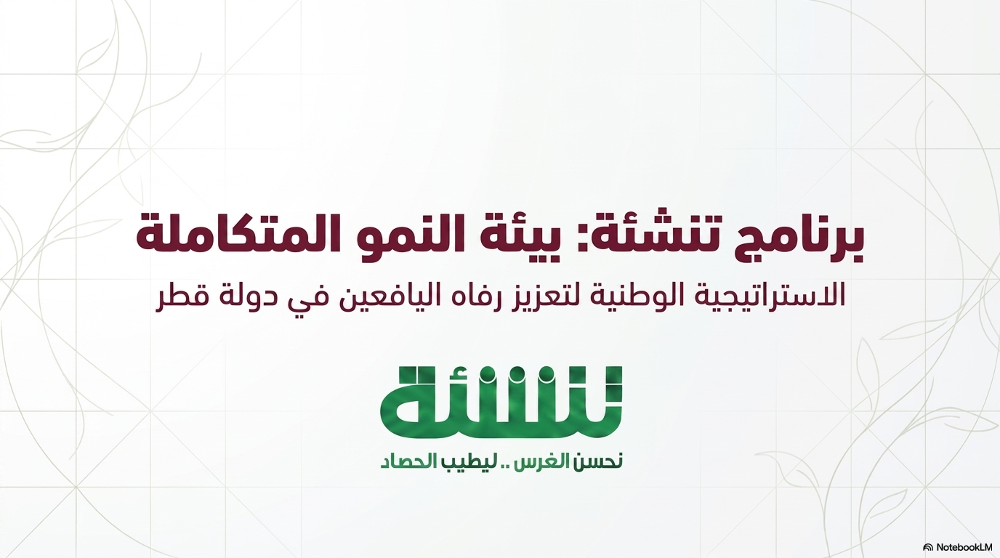 برنامج تنشئة: بيئة النمو المتكاملة
الاستراتيجية الوطنية لتعزيز رفاه اليافعين في دولة قطر
تنشئة
نحسن الغرس .. ليطيب الحصاد
NotebookLM